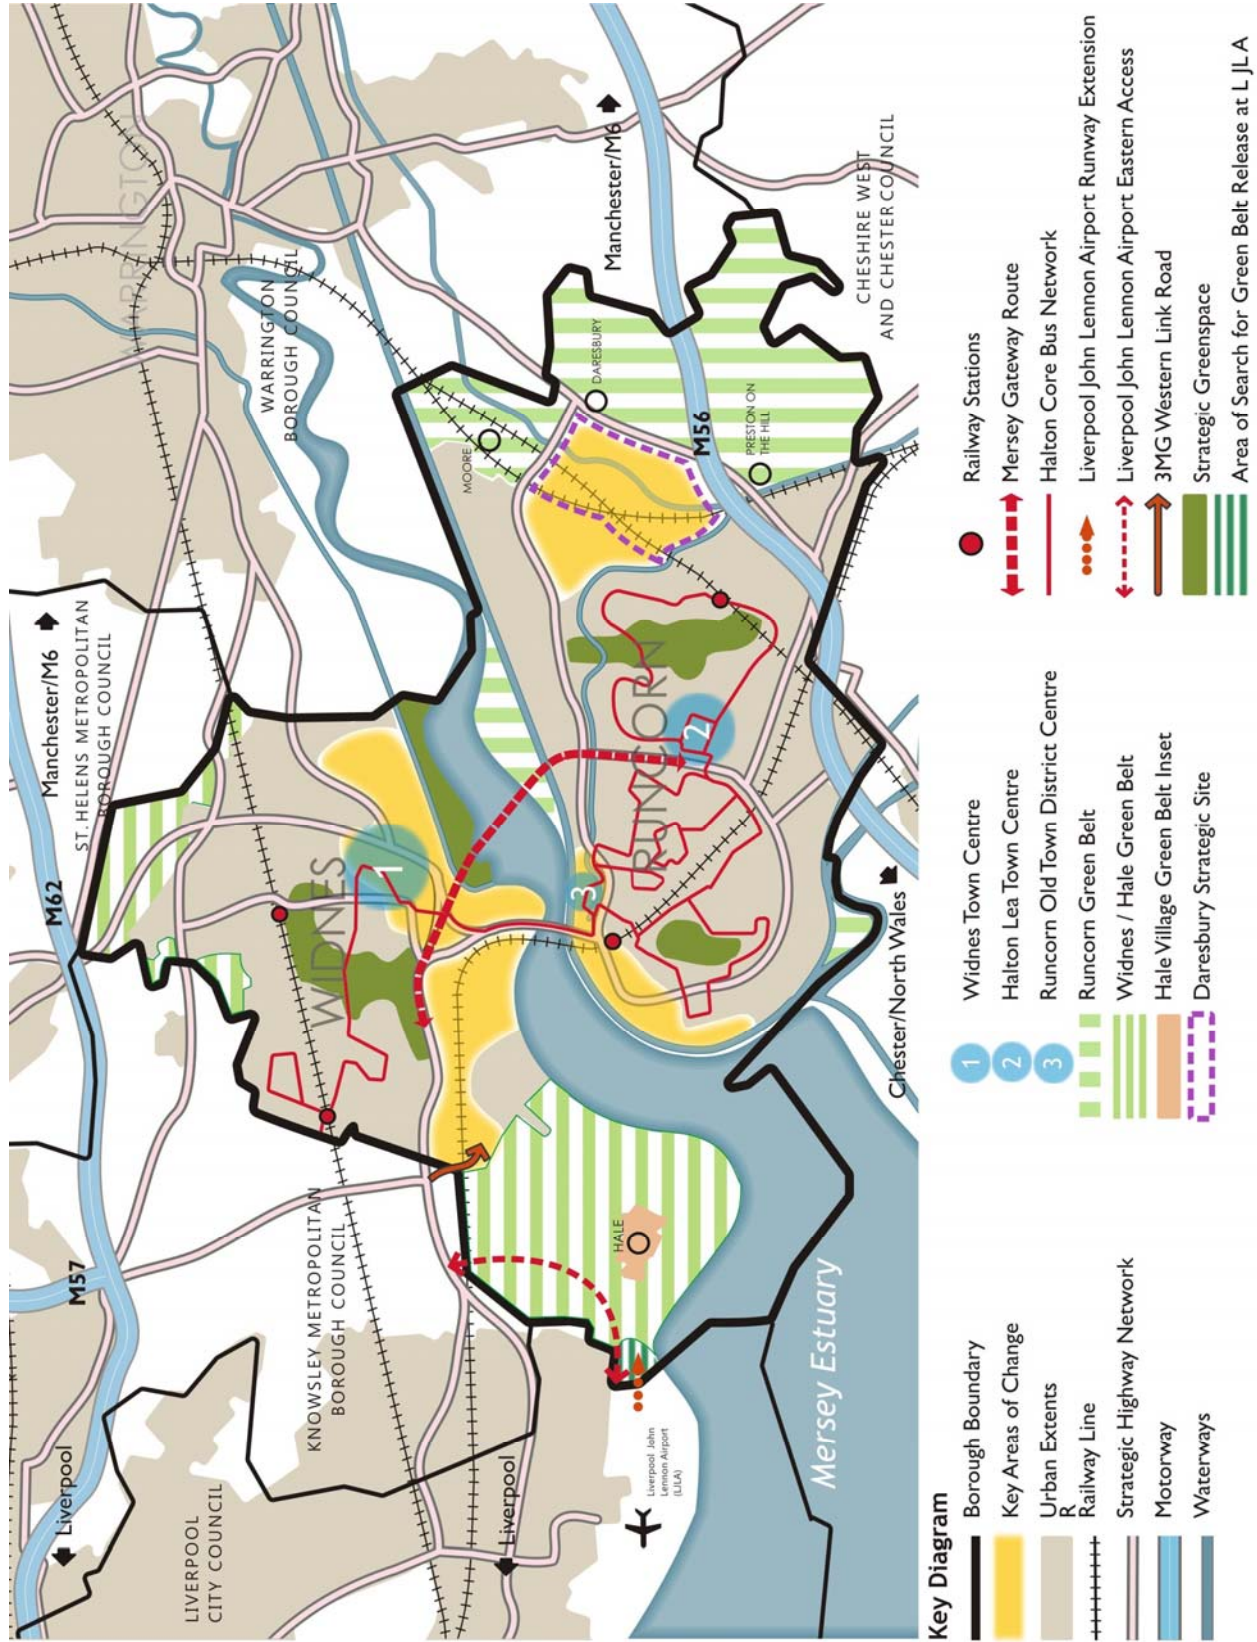 Liverpool
M57
M62
Manchester/M6
ST. HELENS METROPOLITAN
BOROUGH COUNCIL
WARRINGTON
LIVERPOOL
CITY COUNCIL
KNOWSLEY METROPOLITAN
BOROUGH COUNCIL
WIDNES
1
WARRINGTON
BOROUGH COUNCIL
Liverpool
MOORE
HALE
3
DARESBURY
Manchester/M6
Liverpool John
Lennon Airport
(LJLA)
RUNCORN
2
M56
PRESTON ON
THE HILL
Mersey Estuary
Chester/North Wales
CHESHIRE WEST
AND CHESTER COUNCIL
Key Diagram
Borough Boundary
Key Areas of Change
Urban Extents
R
Railway Line
Strategic Highway Network
Motorway
Waterways
1 Widnes Town Centre
2 Halton Lea Town Centre
3 Runcorn Old Town District Centre
Runcorn Green Belt
Widnes / Hale Green Belt
Hale Village Green Belt Inset
Daresbury Strategic Site
Railway Stations
Mersey Gateway Route
Halton Core Bus Network
Liverpool John Lennon Airport Runway Extension
Liverpool John Lennon Airport Eastern Access
3MG Western Link Road
Strategic Greenspace
Area of Search for Green Belt Release at L JL A